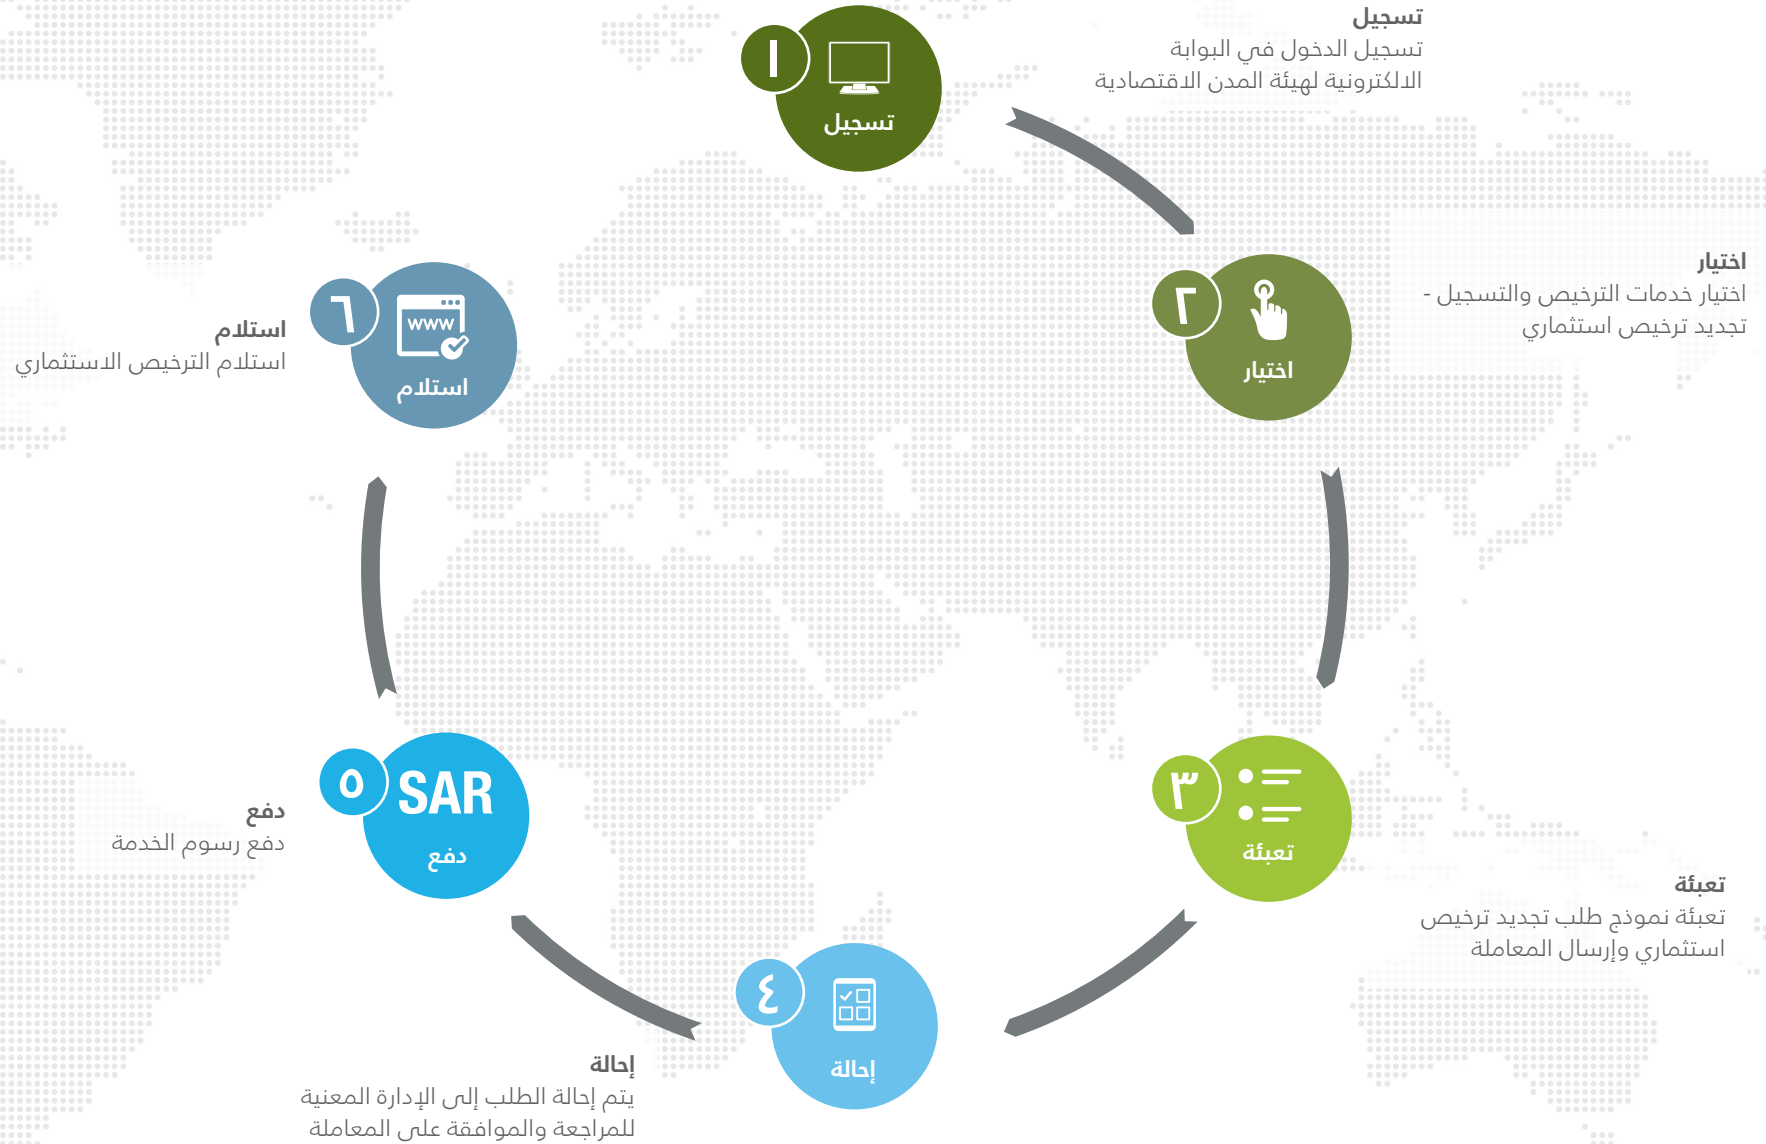 ١
تسجيل
تسجيل
تسجيل الدخول في البوابة
الالكترونية لهيئة المدن الاقتصادية
٢
اختيار
اختيار
اختيار خدمات الترخيص والتسجيل -
تجديد ترخيص استثماري
٣
تعبئة
تعبئة
تعبئة نموذج طلب تجديد ترخيص
استثماري وإرسال المعاملة
٤
إحالة
إحالة
يتم إحالة الطلب إلى الإدارة المعنية
للمراجعة والموافقة على المعاملة
٥
SAR
دفع
دفع
دفع رسوم الخدمة
٦
WWW
استلام
استلام
استلام الترخيص الاستثماري